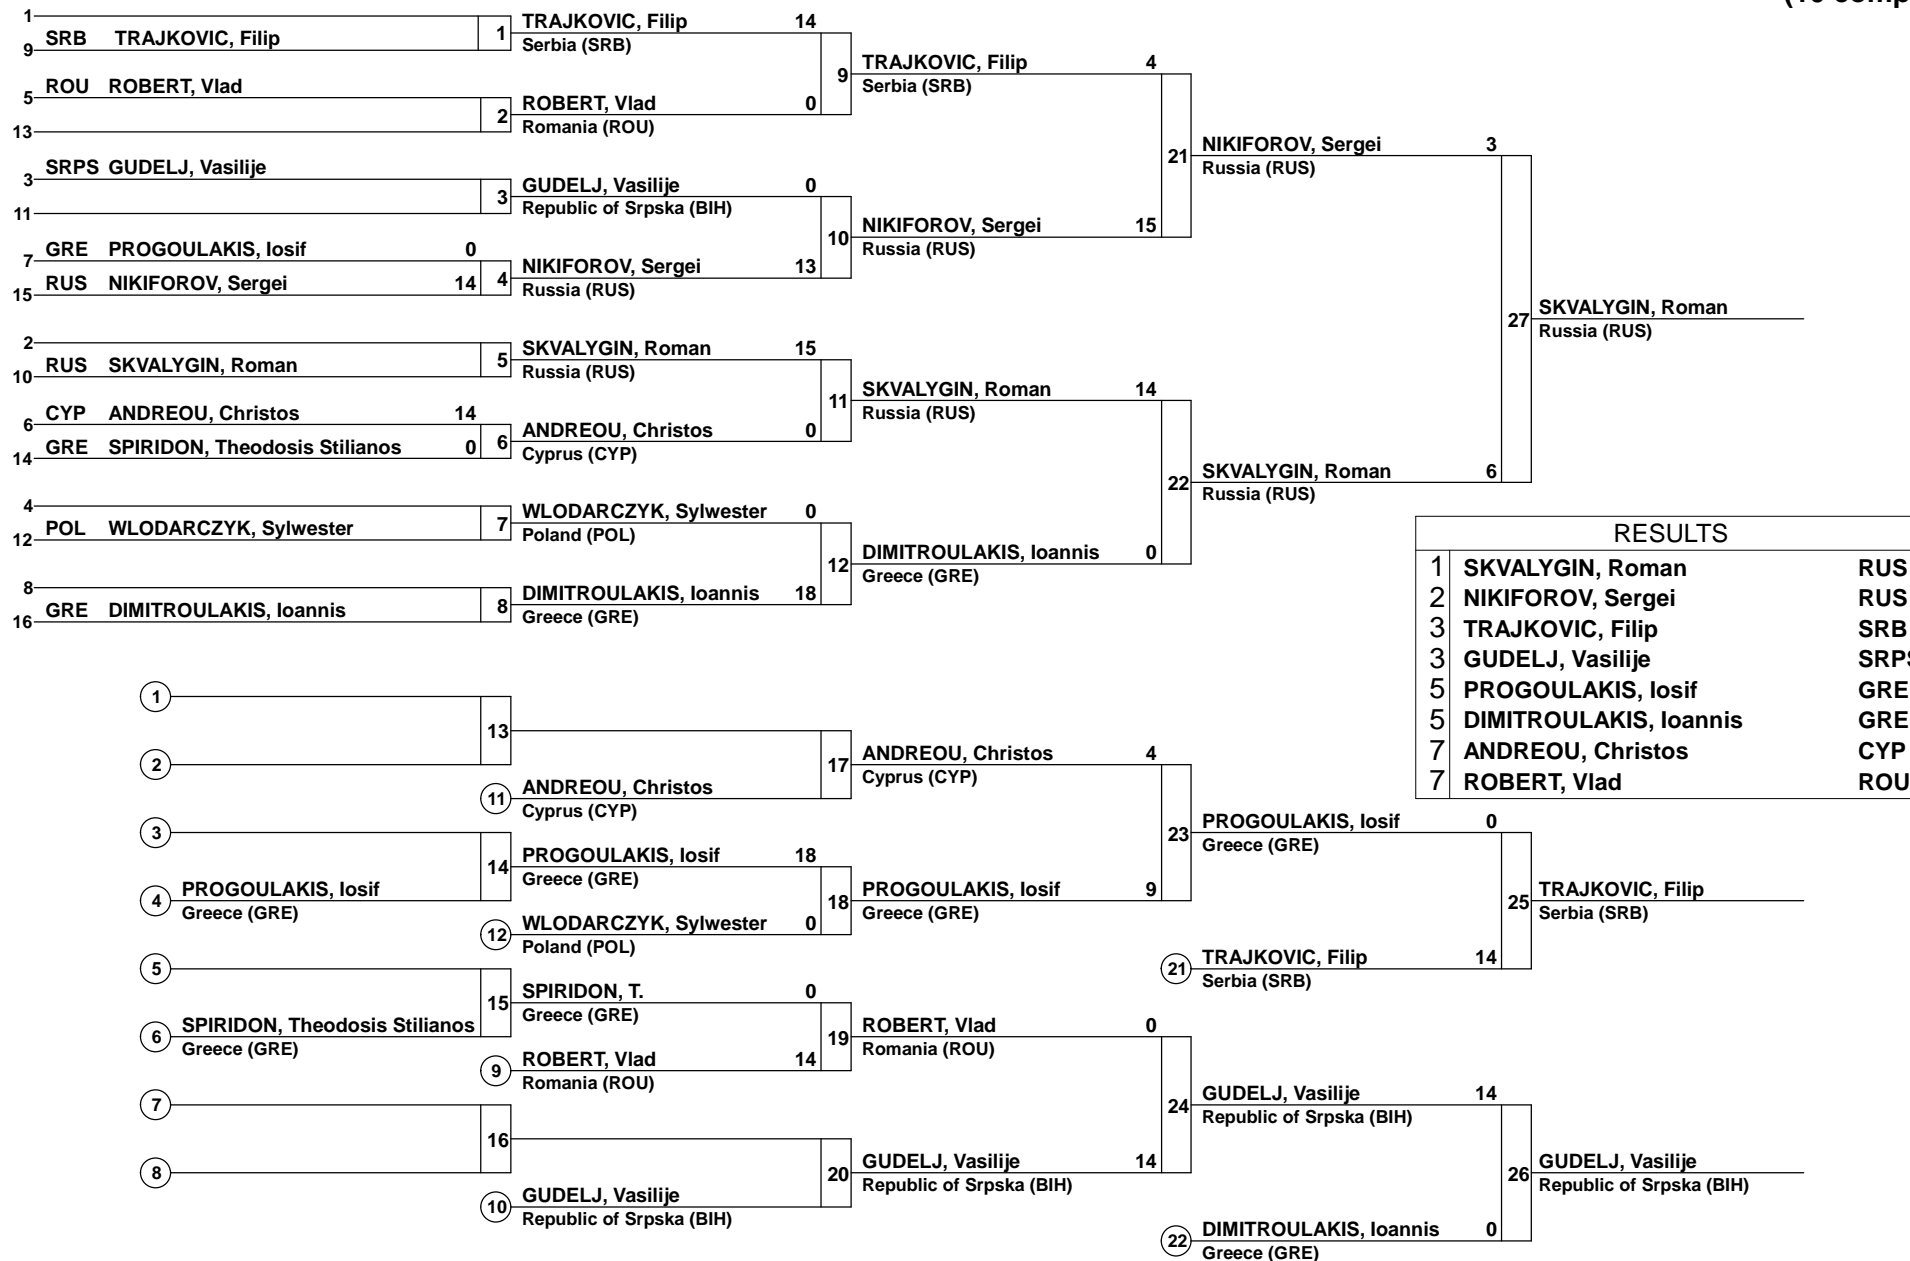 (10 comp
1
9 SRB TRAJKOVIC, Filip
1
5 ROU ROBERT, Vlad
13
2
3 SRPS GUDELJ, Vasilije
11
3
7 GRE PROGOULAKIS, Iosif 0
15 RUS NIKIFOROV, Sergei 14
4
2
10 RUS SKVALYGIN, Roman
5
6 CYP ANDREOU, Christos 14
14 GRE SPIRIDON, Theodosis Stilianos 0
6
4
12 POL WLODARCZYK, Sylwester
7
8
16 GRE DIMITROULAKIS, Ioannis
8
TRAJKOVIC, Filip 14
Serbia (SRB)
9
ROBERT, Vlad 0
Romania (ROU)
GUDELJ, Vasilije 0
Republic of Srpska (BIH)
10
NIKIFOROV, Sergei 13
Russia (RUS)
SKVALYGIN, Roman 15
Russia (RUS)
11
ANDREOU, Christos 0
Cyprus (CYP)
WLODARCZYK, Sylwester 0
Poland (POL)
12
DIMITROULAKIS, Ioannis 18
Greece (GRE)
TRAJKOVIC, Filip 4
Serbia (SRB)
21
NIKIFOROV, Sergei 15
Russia (RUS)
SKVALYGIN, Roman 14
Russia (RUS)
22
DIMITROULAKIS, Ioannis 0
Greece (GRE)
NIKIFOROV, Sergei 3
Russia (RUS)
27
SKVALYGIN, Roman 6
Russia (RUS)
SKVALYGIN, Roman
Russia (RUS)
RESULTS
1 SKVALYGIN, Roman RUS
2 NIKIFOROV, Sergei RUS
3 TRAJKOVIC, Filip SRB
3 GUDELJ, Vasilije SRPS
5 PROGOULAKIS, Iosif GRE
5 DIMITROULAKIS, Ioannis GRE
7 ANDREOU, Christos CYP
7 ROBERT, Vlad ROU
1
13
2
3
14
4 PROGOULAKIS, Iosif
Greece (GRE)
5
15
6 SPIRIDON, Theodosis Stilianos
Greece (GRE)
7
16
8
17
11 ANDREOU, Christos
Cyprus (CYP)
PROGOULAKIS, Iosif 18
Greece (GRE)
18
12 WLODARCZYK, Sylwester 0
Poland (POL)
SPIRIDON, T. 0
Greece (GRE)
19
9 ROBERT, Vlad 14
Romania (ROU)
20
10 GUDELJ, Vasilije
Republic of Srpska (BIH)
ANDREOU, Christos 4
Cyprus (CYP)
23
PROGOULAKIS, Iosif 9
Greece (GRE)
ROBERT, Vlad 0
Romania (ROU)
24
GUDELJ, Vasilije 14
Republic of Srpska (BIH)
PROGOULAKIS, Iosif 0
Greece (GRE)
25
21 TRAJKOVIC, Filip 14
Serbia (SRB)
GUDELJ, Vasilije 14
Republic of Srpska (BIH)
26
22 DIMITROULAKIS, Ioannis 0
Greece (GRE)
TRAJKOVIC, Filip
Serbia (SRB)
GUDELJ, Vasilije
Republic of Srpska (BIH)